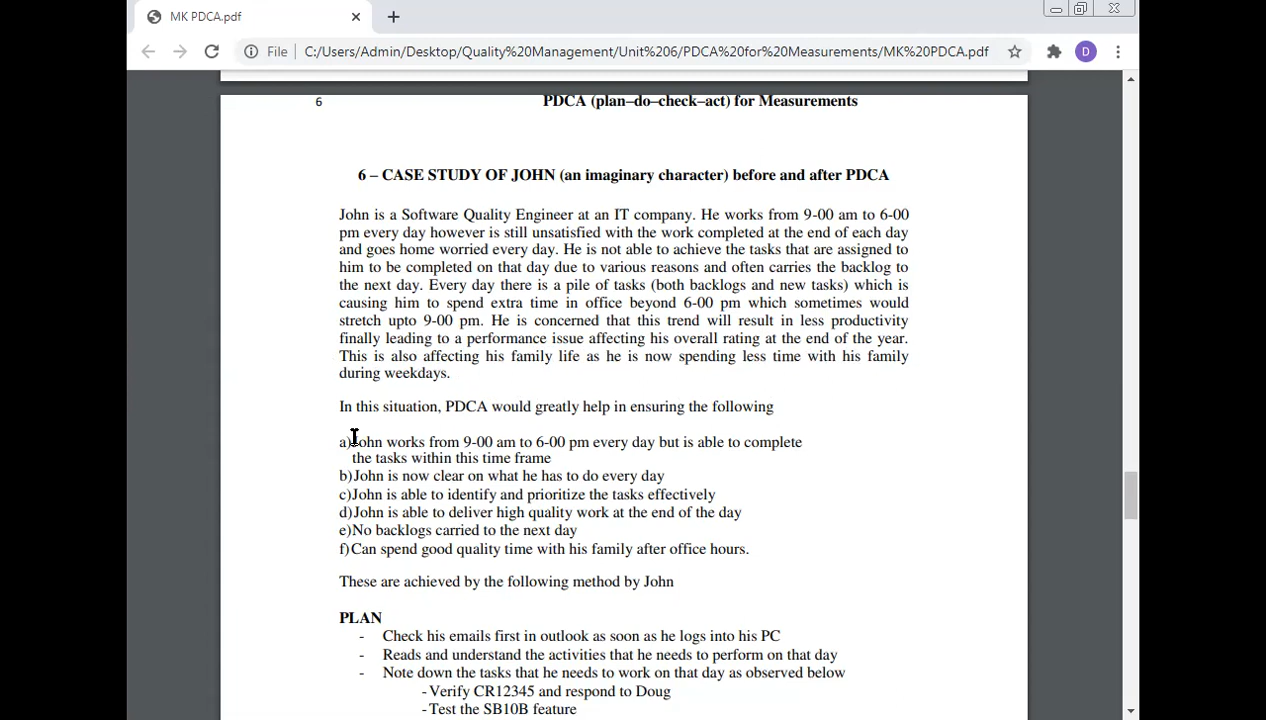 MK PDCA.pdf
File C:/Users/Admin/Desktop/Quality%20Management/Unit%206/PDCA%20for%20Measurements/MK%20PDCA.pdf D
6 PDCA (plan–do–check–act) for Measurements
6 – CASE STUDY OF JOHN (an imaginary character) before and after PDCA
John is a Software Quality Engineer at an IT company. He works from 9-00 am to 6-00
pm every day however is still unsatisfied with the work completed at the end of each day
and goes home worried every day. He is not able to achieve the tasks that are assigned to
him to be completed on that day due to various reasons and often carries the backlog to
the next day. Every day there is a pile of tasks (both backlogs and new tasks) which is
causing him to spend extra time in office beyond 6-00 pm which sometimes would
stretch upto 9-00 pm. He is concerned that this trend will result in less productivity
finally leading to a performance issue affecting his overall rating at the end of the year.
This is also affecting his family life as he is now spending less time with his family
during weekdays.
In this situation, PDCA would greatly help in ensuring the following
a)John works from 9-00 am to 6-00 pm every day but is able to complete
the tasks within this time frame
b)John is now clear on what he has to do every day
c)John is able to identify and prioritize the tasks effectively
d)John is able to deliver high quality work at the end of the day
e)No backlogs carried to the next day
f)Can spend good quality time with his family after office hours.
These are achieved by the following method by John
PLAN
- Check his emails first in outlook as soon as he logs into his PC
- Reads and understand the activities that he needs to perform on that day
- Note down the tasks that he needs to work on that day as observed below
- Verify CR12345 and respond to Doug
- Test the SB10B feature